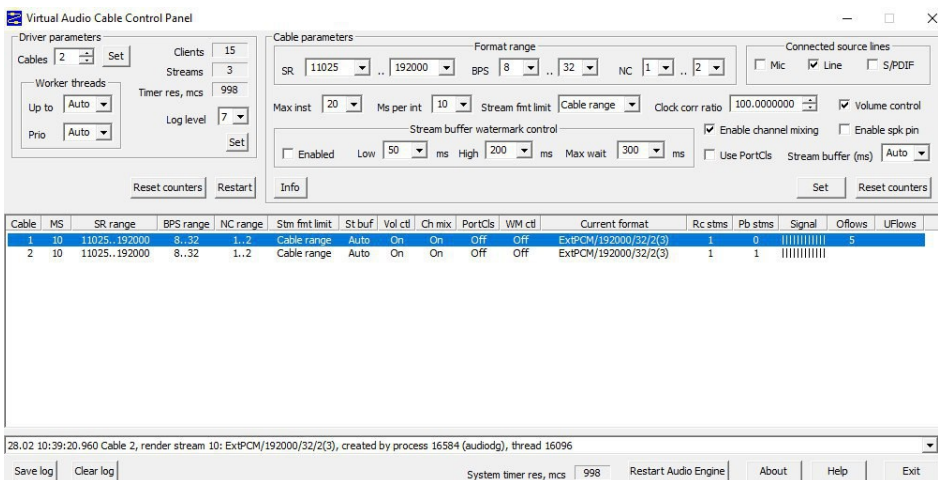 Virtual Audio Cable Control Panel
Driver parameters
Cables 2 Set Clients 15
Streams 3
Worker threads
Timer res, mcs 998
Up to Auto
Log level 7
Prio Auto
Set
Reset counters Restart
Cable parameters
Format range
SR 11025 .. 192000 BPS 8 .. 32 NC 1 .. 2
Connected source lines
Mic Line S/PDIF
Max inst 20 Ms per int 10 Stream fmt limit Cable range Clock corr ratio 100.0000000 Volume control
Stream buffer watermark control
Enabled Low 50 ms High 200 ms Max wait 300 ms
Enable channel mixing Enable spk pin
Use PortCls Stream buffer (ms) Auto
Info Set Reset counters
Cable MS SR range BPS range NC range Stm fmt limit St buf Vol ctl Ch mix PortCls WM ctl Current format Rc stms Pb stms Signal Oflows UFlows
1 10 11025..192000 8..32 1..2 Cable range Auto On On Off Off ExtPCM/192000/32/2(3) 1 0 ||||||||||| 5
2 10 11025..192000 8..32 1..2 Cable range Auto On On Off Off ExtPCM/192000/32/2(3) 1 1 |||||||||||
28.02 10:39:20.960 Cable 2, render stream 10: ExtPCM/192000/32/2(3), created by process 16584 (audiodg), thread 16096
Save log Clear log System timer res, mcs 998 Restart Audio Engine About Help Exit